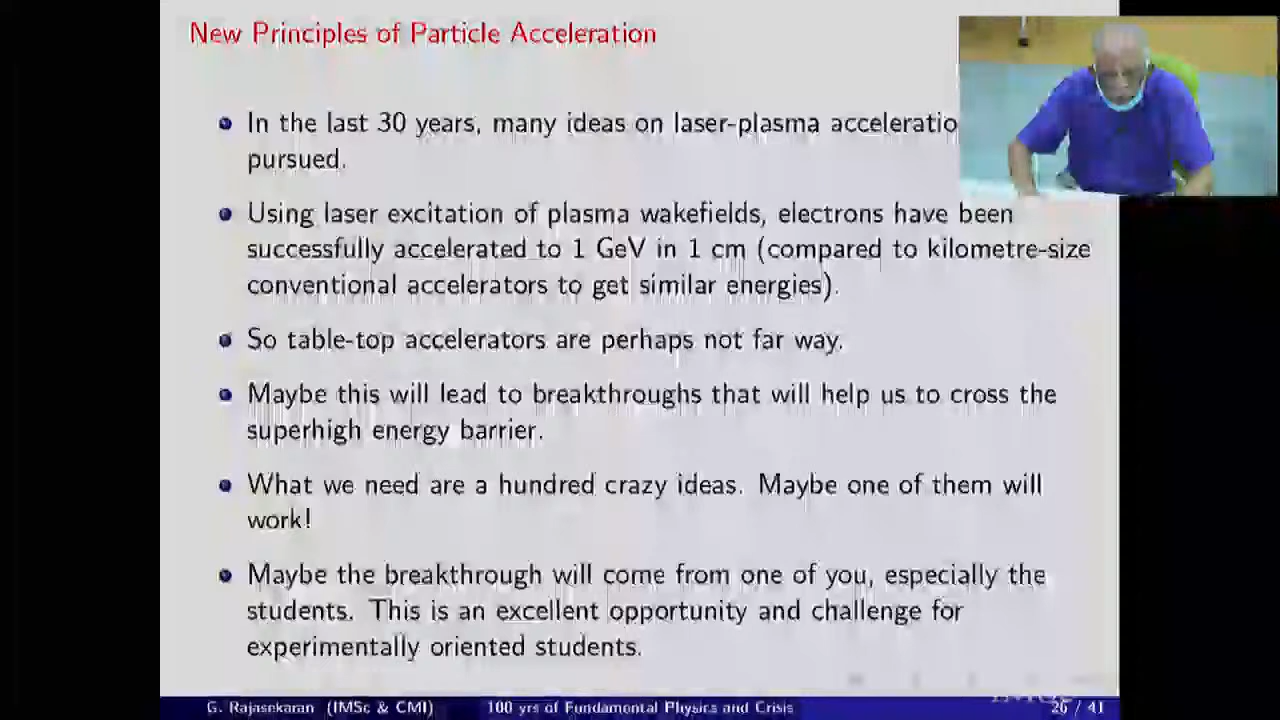 New Principles of Particle Acceleration
In the last 30 years, many ideas on laser-plasma acceleratio
pursued.
Using laser excitation of plasma wakefields, electrons have been
successfully accelerated to 1 GeV in 1 cm (compared to kilometre-size
conventional accelerators to get similar energies).
So table-top accelerators are perhaps not far way.
Maybe this will lead to breakthroughs that will help us to cross the
superhigh energy barrier.
What we need are a hundred crazy ideas. Maybe one of them will
work!
Maybe the breakthrough will come from one of you, especially the
students. This is an excellent opportunity and challenge for
experimentally oriented students.
G. Rajasekaran (IMSc & CMI) 100 yrs of Fundamental Physics and Crisis 26 / 41